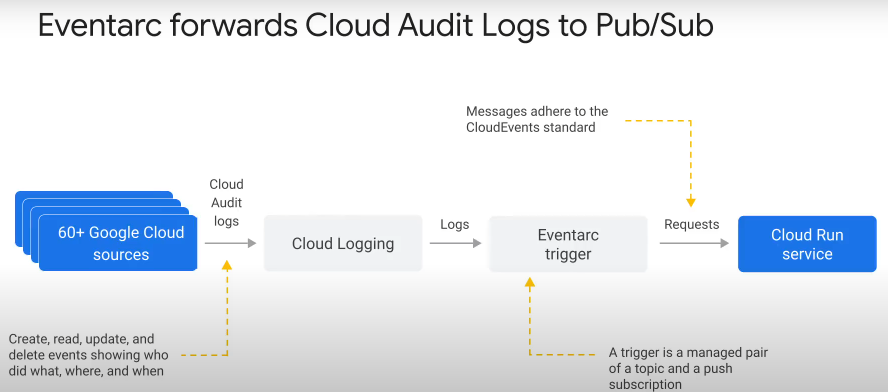 Eventarc forwards Cloud Audit Logs to Pub/Sub
Messages adhere to the
CloudEvents standard
Cloud
Audit
logs
60+ Google Cloud
sources
Cloud Logging
Logs
Eventarc
trigger
Requests
Cloud Run
service
Create, read, update, and
delete events showing who
did what, where, and when
A trigger is a managed pair
of a topic and a push
subscription